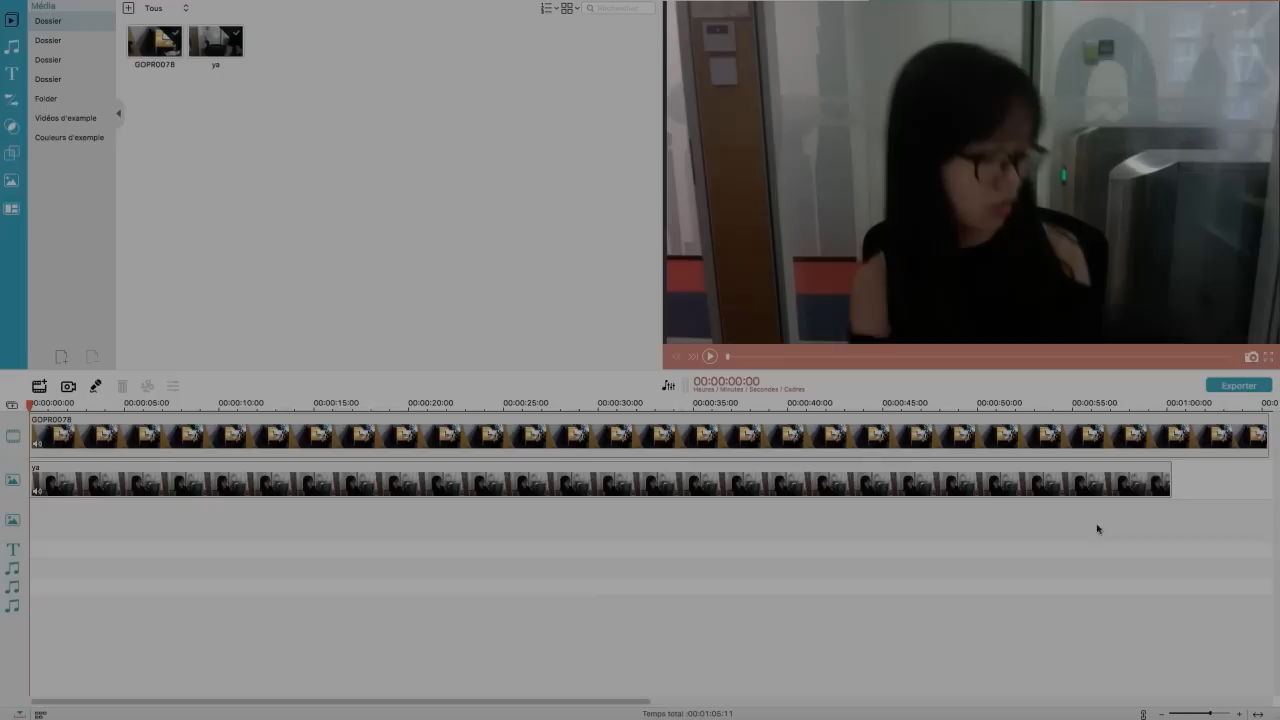 Média
Dossier
Dossier
Dossier
Dossier
Folder
Vidéos d'example
Couleurs d'exemple
Tous
Rechercher
GOPR0078
ya
00:00:00:00
Heures / Minutes / Secondes / Cadres
Exporter
00:00:00:00 00:00:05:00 00:00:10:00 00:00:15:00 00:00:20:00 00:00:25:00 00:00:30:00 00:00:35:00 00:00:40:00 00:00:45:00 00:00:50:00 00:00:55:00 00:01:00:00 00:0
GOPR0078
ya
Temps total :00:01:05:11